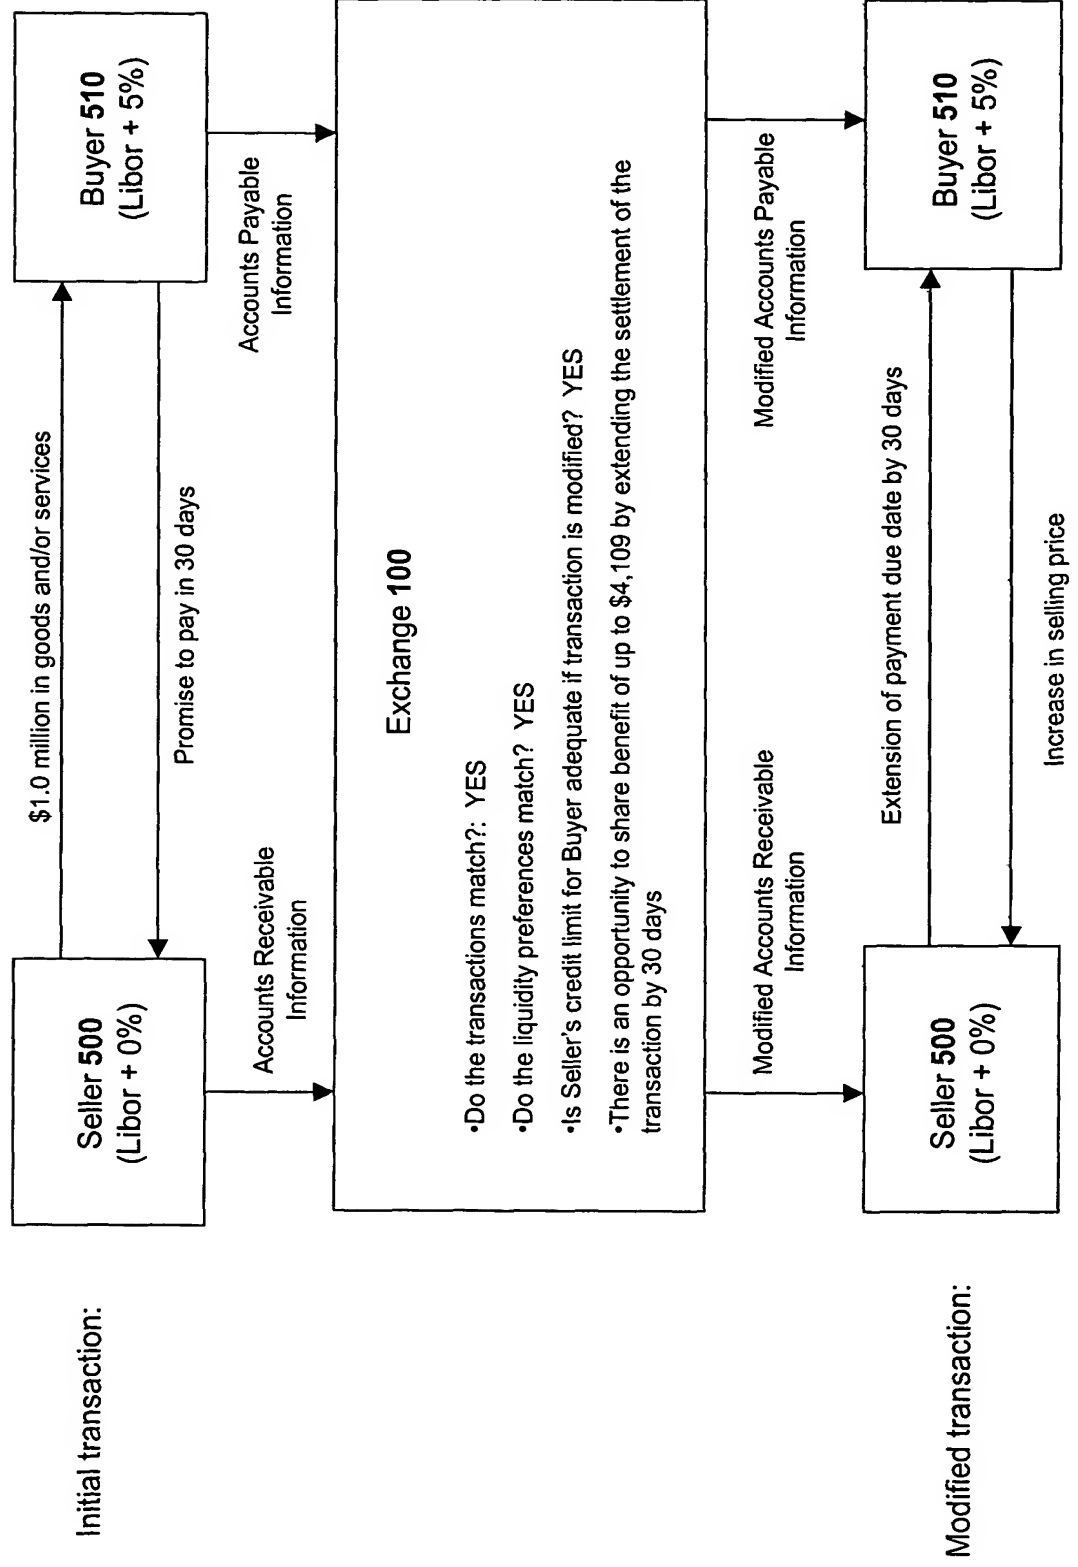 Initial transaction:
Seller 500
(Libor + 0%)
$1.0 million in goods and/or services
Promise to pay in 30 days
Buyer 510
(Libor + 5%)
Accounts Receivable
Information
Accounts Payable
Information
Exchange 100
•Do the transactions match?: YES
•Do the liquidity preferences match? YES
•Is Seller's credit limit for Buyer adequate if transaction is modified? YES
•There is an opportunity to share benefit of up to $4,109 by extending the settlement of the
transaction by 30 days
Modified Accounts Receivable
Information
Modified Accounts Payable
Information
Modified transaction:
Seller 500
(Libor + 0%)
Extension of payment due date by 30 days
Increase in selling price
Buyer 510
(Libor + 5%)